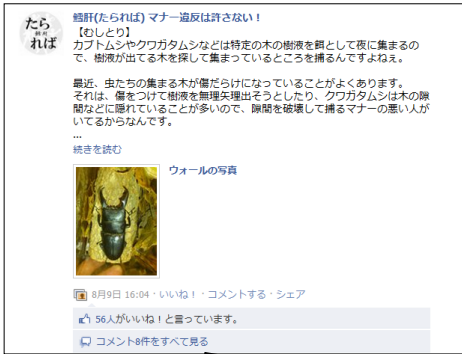 たら
れば
鱈肝(たられば) マナー違反は許さない！
【むしとり】
カブトムシやクワガタムシなどは特定の木の樹液を餌として夜に集まるの
で、樹液が出てる木を探して集まっているところを捕るんですよねぇ。
最近、虫たちの集まる木が傷だらけになっていることがよくあります。
それは、傷をつけて樹液を無理矢理出そうとしたり、クワガタムシは木の隙
間などに隠れていることが多いので、隙間を破壊して捕るマナーの悪い人が
いてるからなんです。
...
続きを読む
ウォールの写真
8月9日 16:04・いいね！・コメントする・シェア
56人がいいね！と言っています。
コメント8件をすべて見る